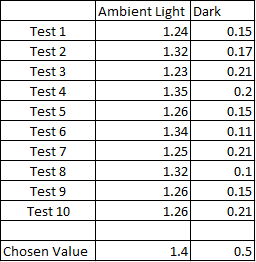 Ambient Light Dark
Test 1 1.24 0.15
Test 2 1.32 0.17
Test 3 1.23 0.21
Test 4 1.35 0.2
Test 5 1.26 0.15
Test 6 1.34 0.11
Test 7 1.25 0.21
Test 8 1.32 0.1
Test 9 1.26 0.15
Test 10 1.26 0.21
Chosen Value 1.4 0.5